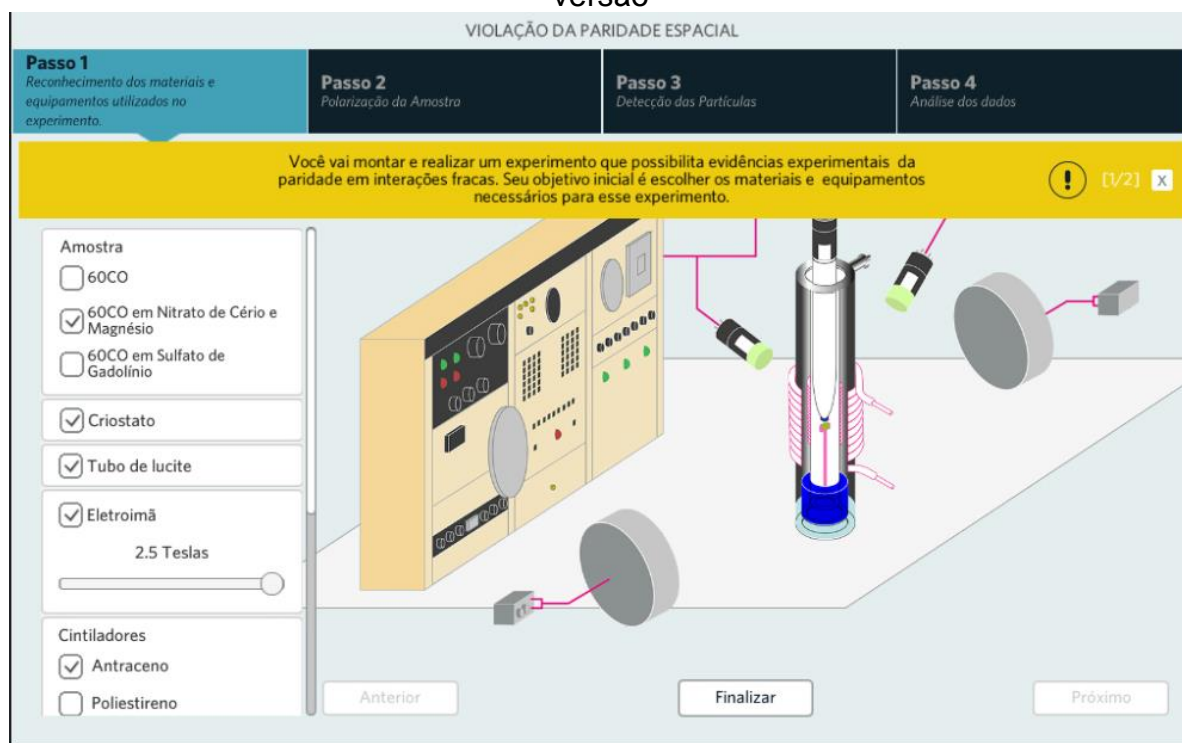 versão
VIOLAÇÃO DA PARIDADE ESPACIAL
Passo 1
Reconhecimento dos materiais e
equipamentos utilizados no
experimento.
Passo 2
Polarização da Amostra
Passo 3
Detecção das Partículas
Passo 4
Análise dos dados
Você vai montar e realizar um experimento que possibilita evidências experimentais da
paridade em interações fracas. Seu objetivo inicial é escolher os materiais e equipamentos
necessários para esse experimento.
! [1/2] X
Amostra
60CO
60CO em Nitrato de Cério e
Magnésio
60CO em Sulfato de
Gadolínio
Criostato
Tubo de lucite
Eletroimã
2.5 Teslas
Cintiladores
Antraceno
Poliestireno
Anterior
Finalizar
Próximo